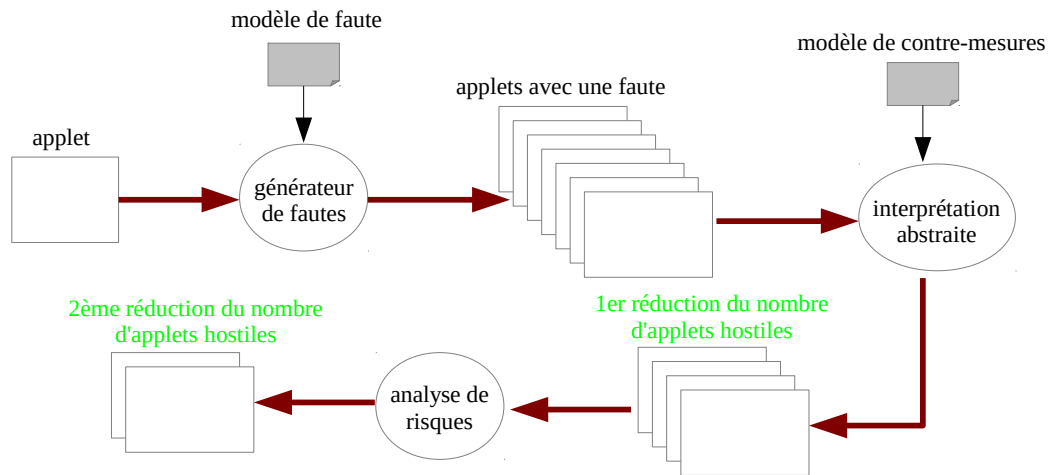 modèle de faute
modèle de contre-mesures
applets avec une faute
applet
générateur
de fautes
interprétation
abstraite
2ème réduction du nombre
d'applets hostiles
1er réduction du nombre
d'applets hostiles
analyse de
risques